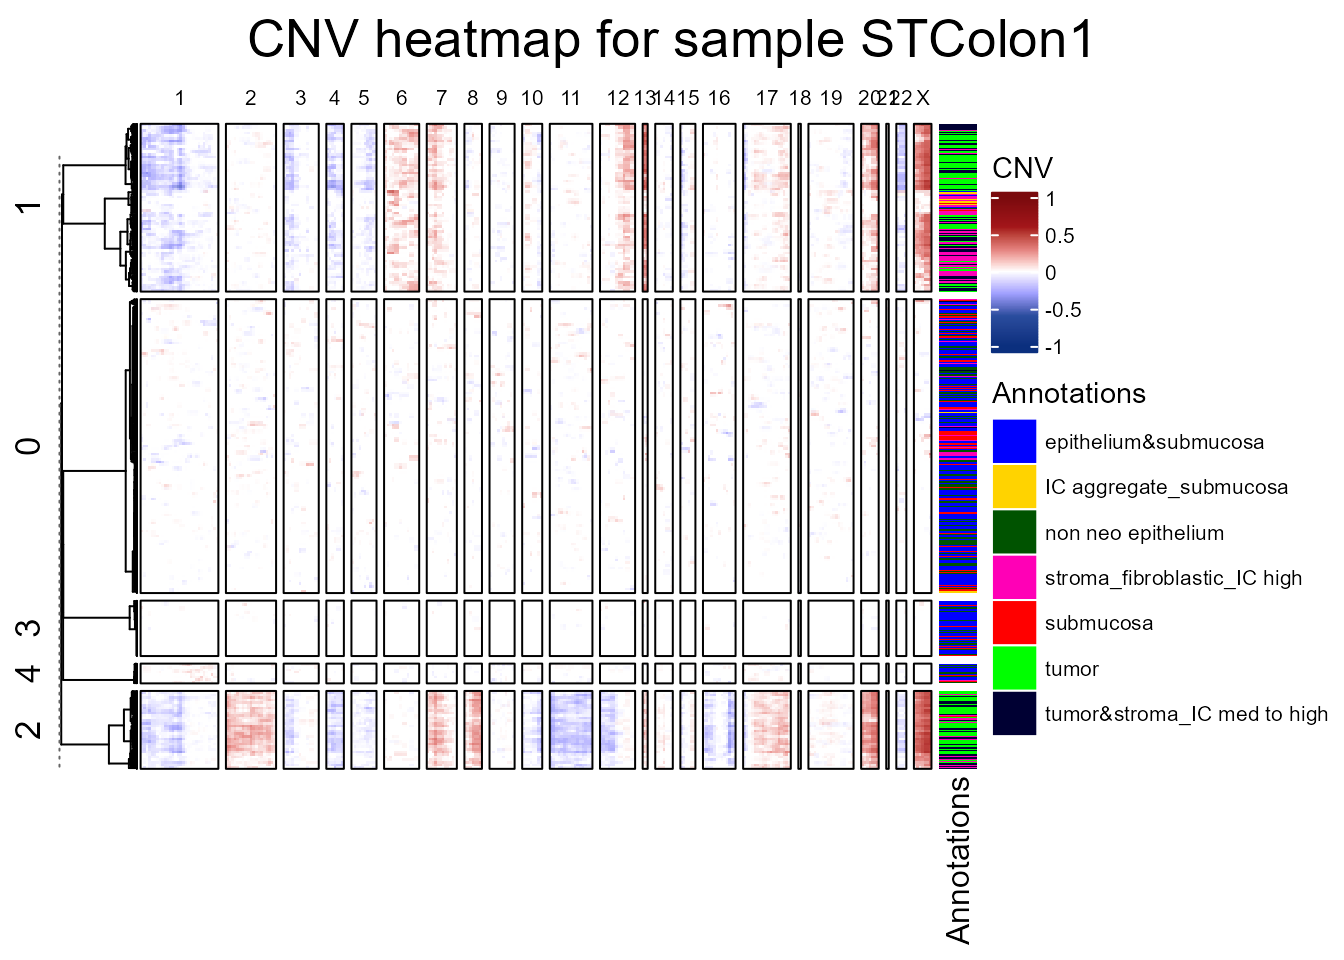 CNV heatmap for sample STColon1
1 2 3 4 5 6 7 8 9 10 11 12 13 14 15 16 17 18 19 20 21 22 X
1
0
3
4
2
CNV
1
0.5
0
-0.5
-1
Annotations
epithelium&submucosa
IC aggregate_submucosa
non neo epithelium
stroma_fibroblastic_IC high
submucosa
tumor
tumor&stroma_IC med to high
Annotations